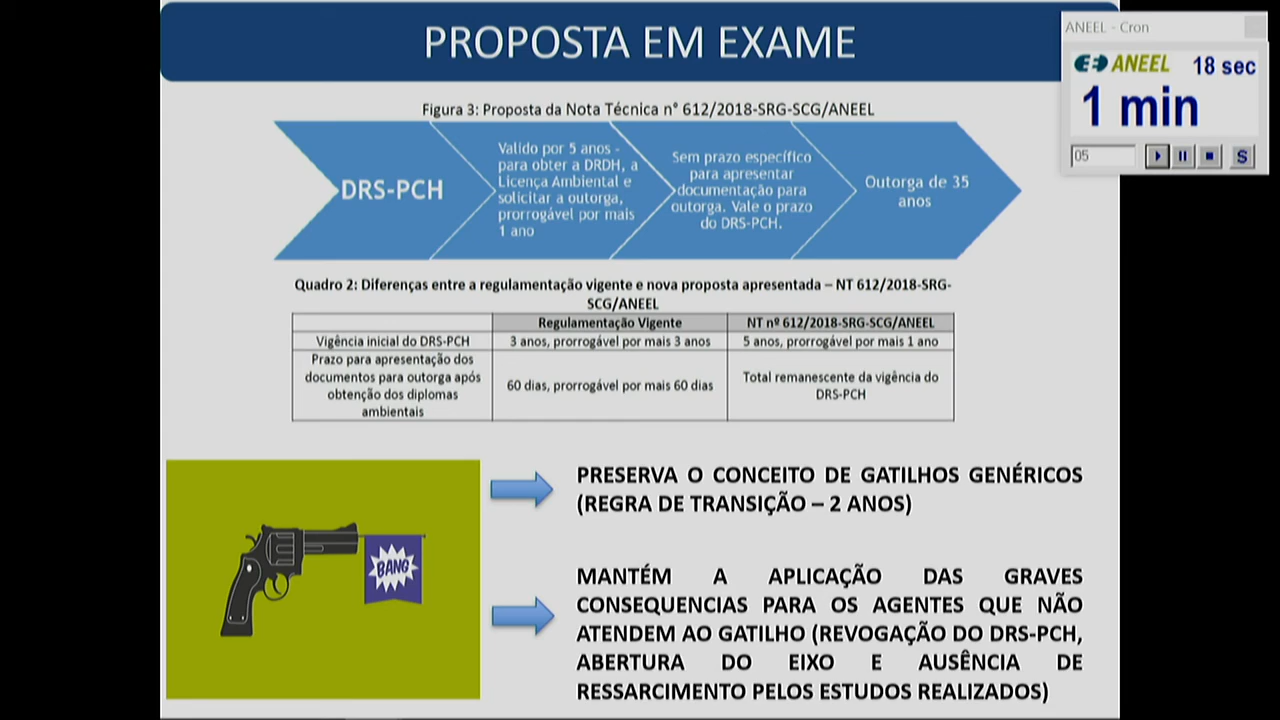 PROPOSTA EM EXAME
ANEEL - Cron
ANEEL 18 sec
1 min
05
S
Figura 3: Proposta da Nota Técnica n° 612/2018-SRG-SCG/ANEEL
DRS-PCH
Valido por 5 anos -
para obter a DRDH, a
Licença Ambiental e
solicitar a outorga,
prorrogável por mais
1 ano
Sem prazo específico
para apresentar
documentação para
outorga. Vale o prazo
do DRS-PCH.
Outorga de 35
anos
Quadro 2: Diferenças entre a regulamentação vigente e nova proposta apresentada – NT 612/2018-SRG-
SCG/ANEEL
Regulamentação Vigente
NT nº 612/2018-SRG-SCG/ANEEL
Vigência inicial do DRS-PCH
3 anos, prorrogável por mais 3 anos
5 anos, prorrogável por mais 1 ano
Prazo para apresentação dos
documentos para outorga após
obtenção dos diplomas
ambientais
60 dias, prorrogável por mais 60 dias
Total remanescente da vigência do
DRS-PCH
BANG
PRESERVA O CONCEITO DE GATILHOS GENÉRICOS
(REGRA DE TRANSIÇÃO – 2 ANOS)
MANTÉM A APLICAÇÃO DAS GRAVES
CONSEQUENCIAS PARA OS AGENTES QUE NÃO
ATENDEM AO GATILHO (REVOGAÇÃO DO DRS-PCH,
ABERTURA DO EIXO E AUSÊNCIA DE
RESSARCIMENTO PELOS ESTUDOS REALIZADOS)